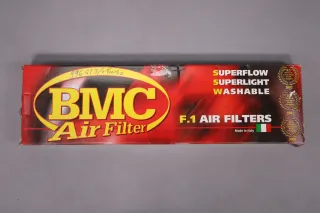 BMC
Air Filter
SUPERFLOW
SUPERLIGHT
WASHABLE
F.1 AIR FILTERS
Made in Italy